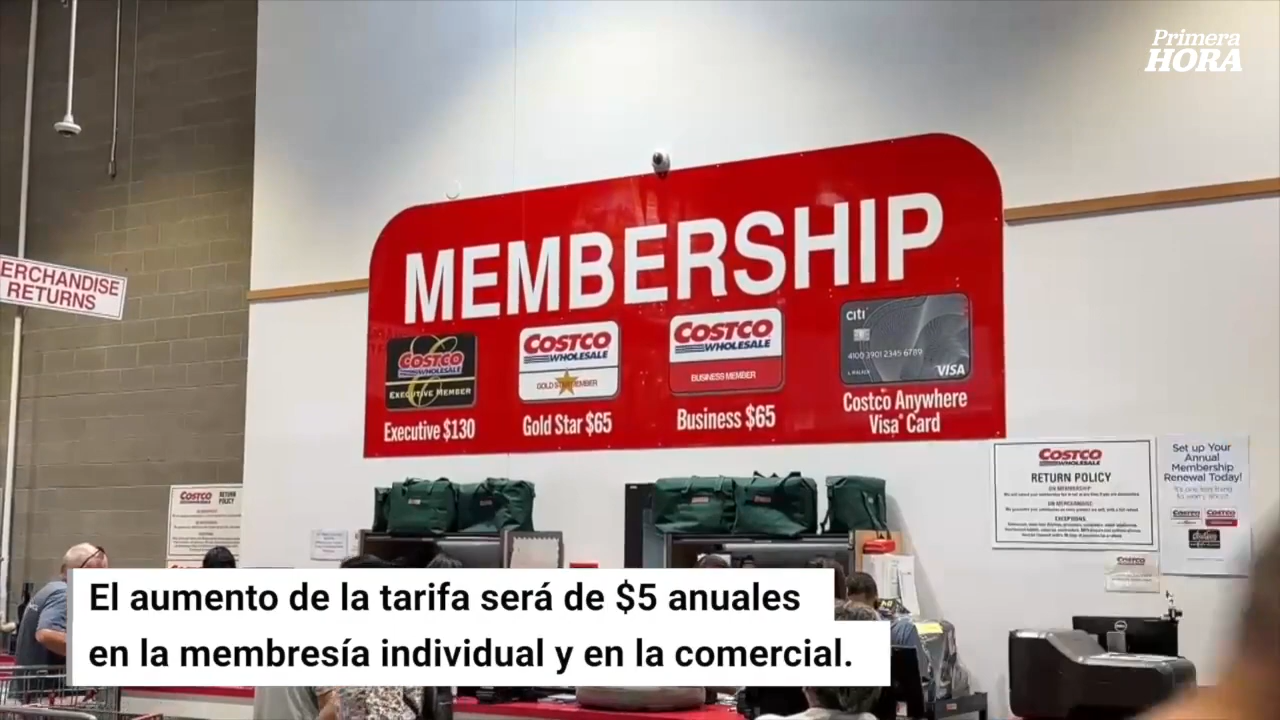 Primera
HORA
MEMBERSHIP
ERCHANDISE
RETURNS
citi
COSTCO
WHOLESALE
EXECUTIVE MEMBER
COSTCO
WHOLESALE
GOLD STAR MEMBER
COSTCO
WHOLESALE
BUSINESS MEMBER
VISA
Executive $130
Gold Star $65
Business $65
Costco Anywhere
Visa® Card
COSTCO
WHOLESALE
RETURN POLICY
ON MEMBERSHIP
ON MERCHANDISE
EXCEPTIONS
Set up Your
Annual
Membership
Renewal Today!
COSTCO
RETURN
POLICY
El aumento de la tarifa será de $5 anuales
en la membresía individual y en la comercial.
DELL